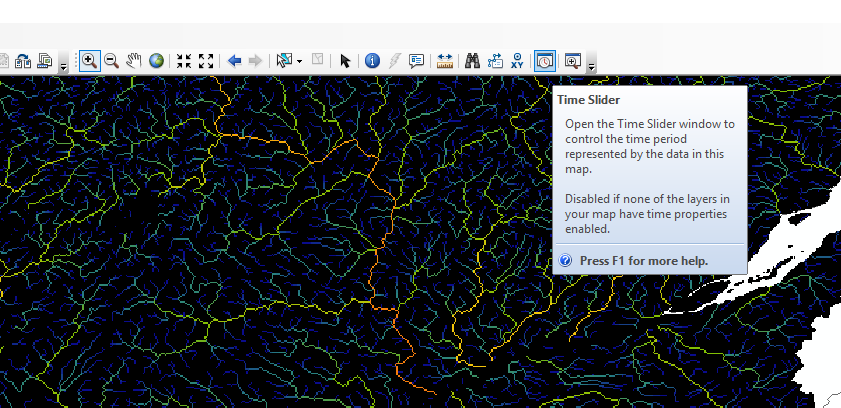 XY
Time Slider
Open the Time Slider window to
control the time period
represented by the data in this
map.
Disabled if none of the layers in
your map have time properties
enabled.
Press F1 for more help.